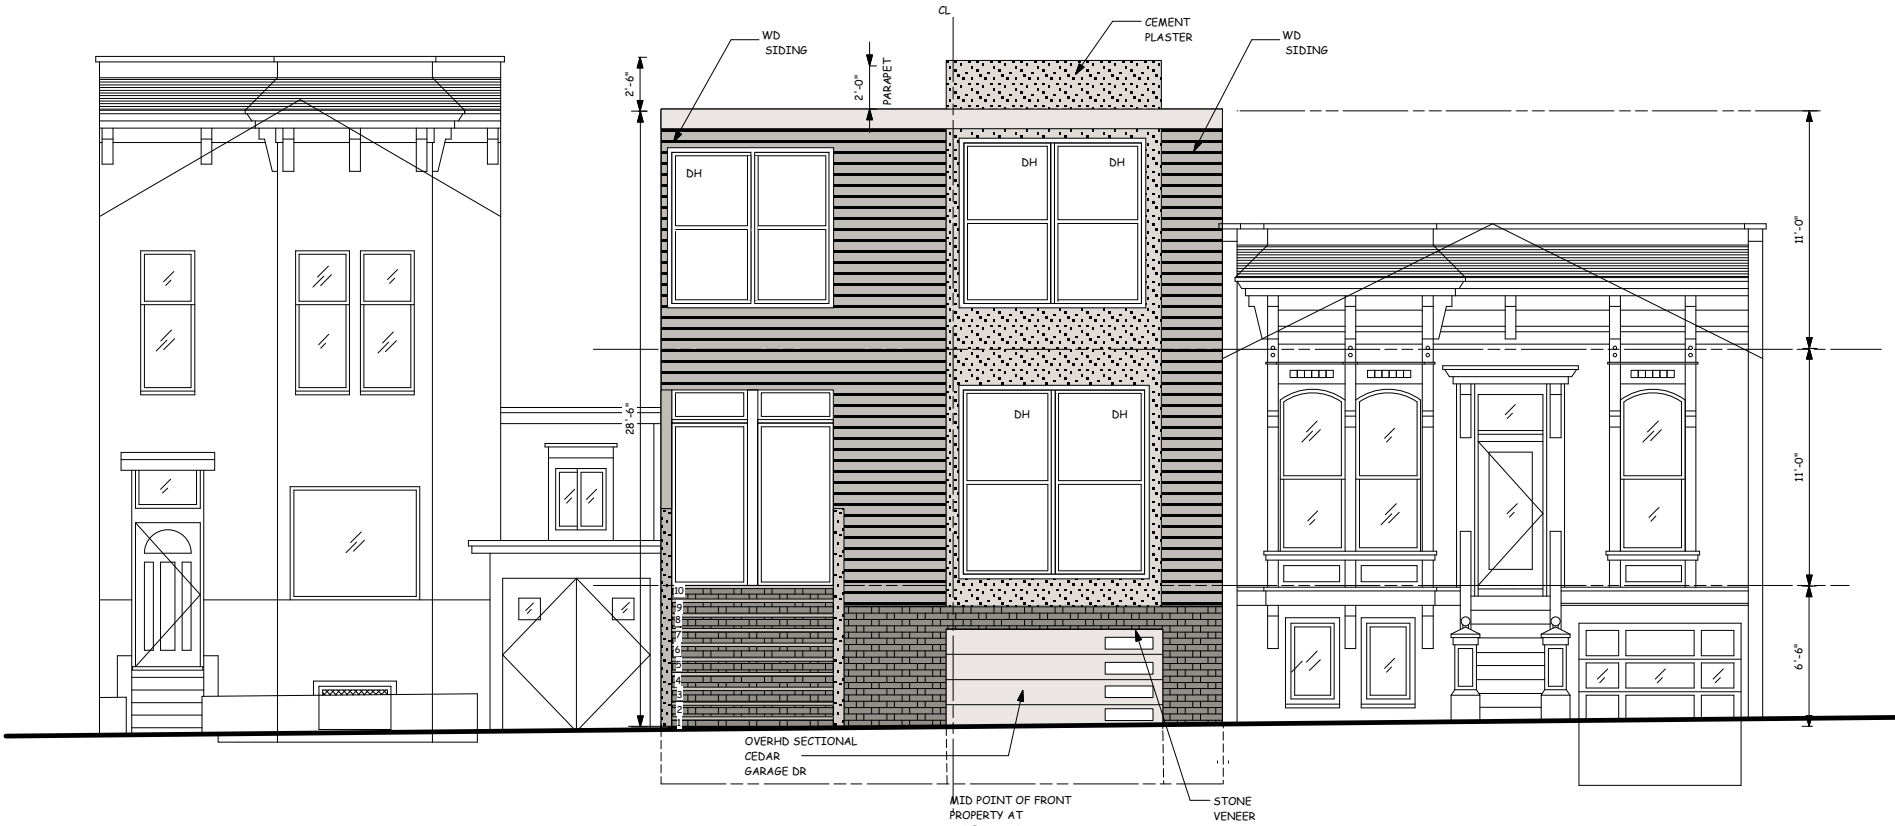 CL
CEMENT
PLASTER
WD
SIDING
WD
SIDING
2'-6"
2'-0"
PARAPET
DH
DH
DH
11'-0"
28'-6"
DH
DH
11'-0"
10
9
8
7
6
5
4
3
2
1
6'-6"
OVERHD SECTIONAL
CEDAR
GARAGE DR
MID POINT OF FRONT
PROPERTY AT
STONE
VENEER